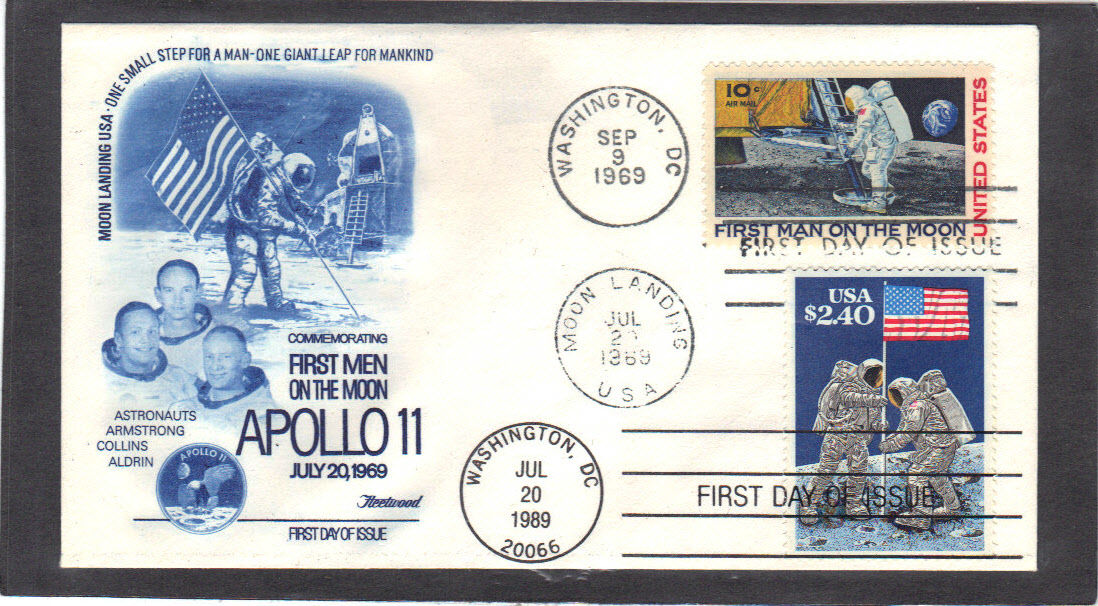 MOON LANDING USA · ONE SMALL STEP FOR A MAN-ONE GIANT LEAP FOR MANKIND
COMMEMORATING
FIRST MEN
ON THE MOON
APOLLO 11
JULY 20, 1969
ASTRONAUTS
ARMSTRONG
COLLINS
ALDRIN
APOLLO 11
Fleetwood
FIRST DAY OF ISSUE
WASHINGTON, DC
SEP
9
1969
10c
AIR MAIL
UNITED STATES
FIRST MAN ON THE MOON
FIRST DAY OF ISSUE
MOON LANDING
JUL
1969
USA
USA
$2.40
WASHINGTON, DC
JUL
20
1989
20066
FIRST DAY OF ISSUE